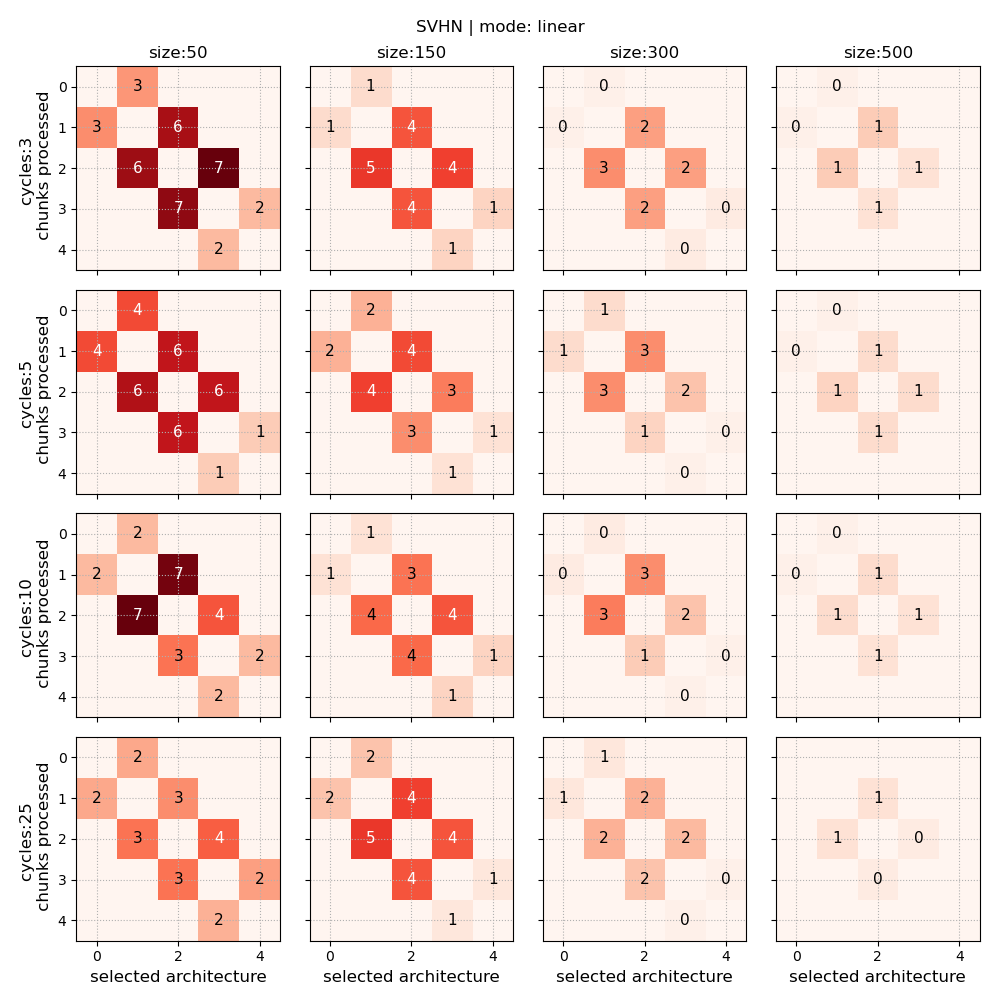 SVHN | mode: linear
size:50 size:150 size:300 size:500
cycles:3
chunks processed
0 3 1 0 0
1 3 6 1 4 0 2 0 1
2 6 7 5 4 3 2 1 1
3 7 2 4 1 2 0 1
4 2 1 0
cycles:5
chunks processed
0 4 2 1 0
1 4 6 2 4 1 3 0 1
2 6 6 4 3 3 2 1 1
3 6 1 3 1 1 0 1
4 1 1 0
cycles:10
chunks processed
0 2 1 0 0
1 2 7 1 3 0 3 0 1
2 7 4 4 4 3 2 1 1
3 3 2 4 1 1 0 1
4 2 1 0
cycles:25
chunks processed
0 2 2 1
1 2 3 2 4 1 2 1
2 3 4 5 4 2 2 1 0
3 3 2 4 1 2 0 0
4 2 1 0
0 2 4 0 2 4 0 2 4 0 2 4
selected architecture selected architecture selected architecture selected architecture